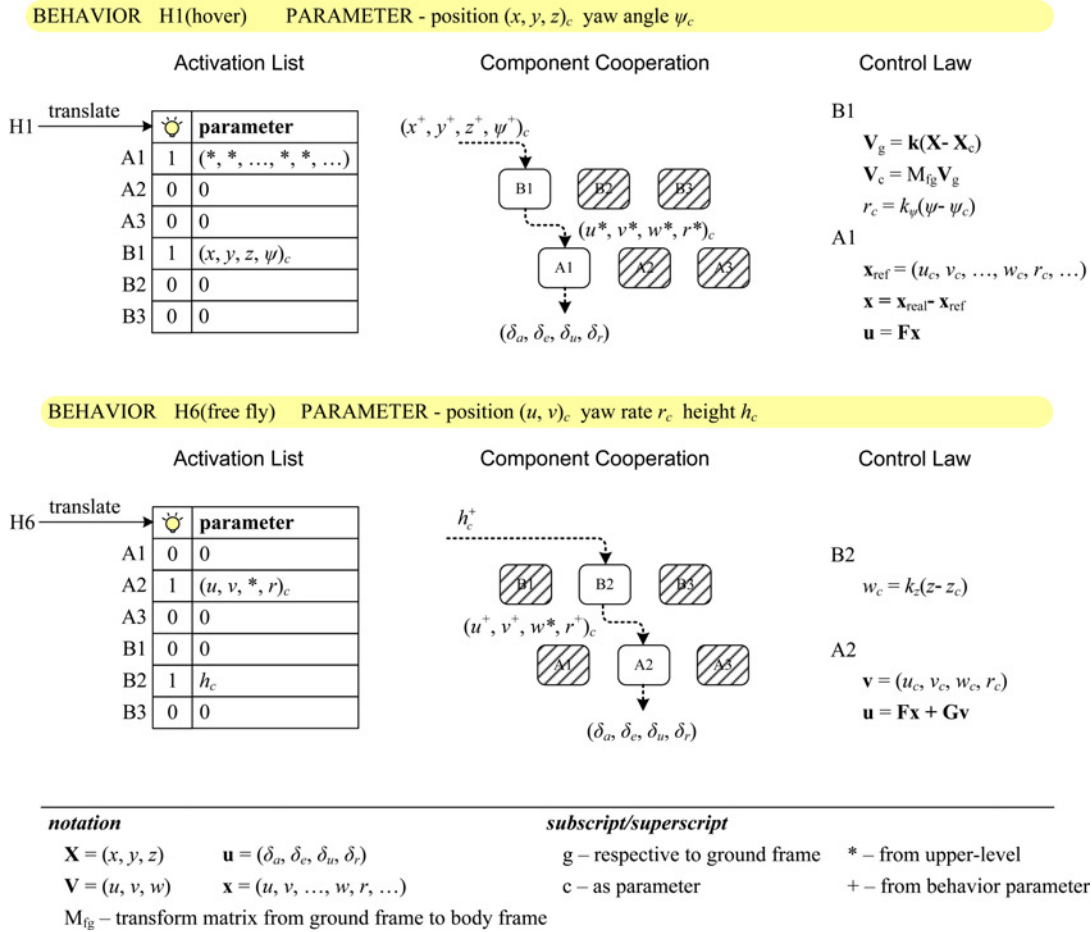 BEHAVIOR H1(hover) PARAMETER - position (x, y, z)c yaw angle ψc
Activation List Component Cooperation Control Law
H1 translate
parameter
A1 1 (*, *, ..., *, *, ...)
A2 0 0
A3 0 0
B1 1 (x, y, z, ψ)c
B2 0 0
B3 0 0
(x+, y+, z+, ψ+)c
B1 B2 B3
(u*, v*, w*, r*)c
A1 A2 A3
(δa, δe, δu, δr)
B1
Vg = k(X- Xc)
Vc = MfgVg
rc = kψ(ψ- ψc)
A1
xref = (uc, vc, ..., wc, rc, ...)
x = xreal- xref
u = Fx
BEHAVIOR H6(free fly) PARAMETER - position (u, v)c yaw rate rc height hc
Activation List Component Cooperation Control Law
H6 translate
parameter
A1 0 0
A2 1 (u, v, *, r)c
A3 0 0
B1 0 0
B2 1 hc
B3 0 0
hc+
B1 B2 B3
(u+, v+, w*, r+)c
A1 A2 A3
(δa, δe, δu, δr)
B2
wc = kz(z- zc)
A2
v = (uc, vc, wc, rc)
u = Fx + Gv
notation subscript/superscript
X = (x, y, z) u = (δa, δe, δu, δr) g – respective to ground frame * – from upper-level
V = (u, v, w) x = (u, v, ..., w, r, ...) c – as parameter + – from behavior parameter
Mfg – transform matrix from ground frame to body frame